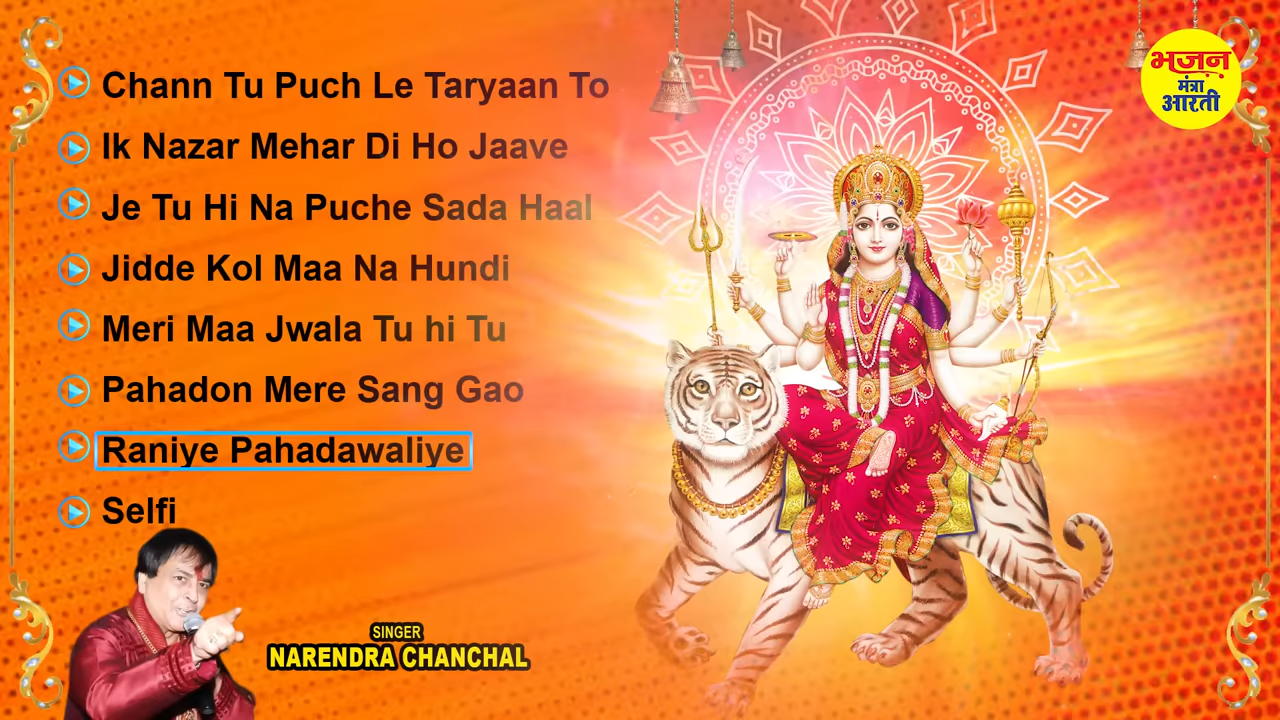 Chann Tu Puch Le Taryaan To
Ik Nazar Mehar Di Ho Jaave
Je Tu Hi Na Puche Sada Haal
Jidde Kol Maa Na Hundi
Meri Maa Jwala Tu hi Tu
Pahadon Mere Sang Gao
Raniye Pahadawaliye
Selfi
SINGER
NARENDRA CHANCHAL
भजन
मंत्रा
आरती